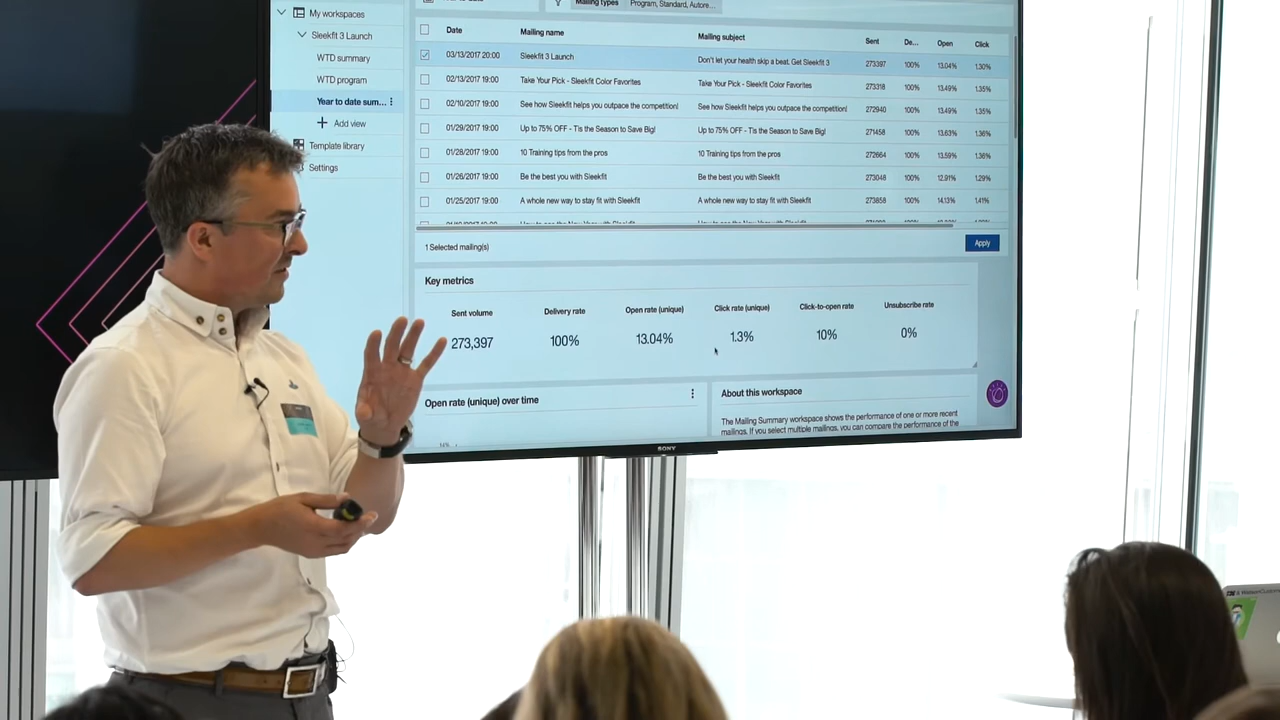 Mailing types Program, Standard, Autore...
My workspaces
Sleekfit 3 Launch
WTD summary
WTD program
Year to date sum...
Add view
Template library
Settings
Date Mailing name Mailing subject Sent De... Open Click
03/13/2017 20:00 Sleekfit 3 Launch Don't let your health skip a beat. Get Sleekfit 3 273397 100% 13.04% 1.30%
02/13/2017 19:00 Take Your Pick - Sleekfit Color Favorites Take Your Pick - Sleekfit Color Favorites 273318 100% 13.49% 1.35%
02/10/2017 19:00 See how Sleekfit helps you outpace the competition! See how Sleekfit helps you outpace the competition! 272940 100% 13.49% 1.35%
01/29/2017 19:00 Up to 75% OFF - Tis the Season to Save Big! Up to 75% OFF - Tis the Season to Save Big! 271458 100% 13.63% 1.36%
01/28/2017 19:00 10 Training tips from the pros 10 Training tips from the pros 272664 100% 13.59% 1.36%
01/26/2017 19:00 Be the best you with Sleekfit Be the best you with Sleekfit 273048 100% 12.91% 1.29%
01/25/2017 19:00 A whole new way to stay fit with Sleekfit A whole new way to stay fit with Sleekfit 273858 100% 14.13% 1.41%
1 Selected mailing(s) Apply
Key metrics
Sent volume Delivery rate Open rate (unique) Click rate (unique) Click-to-open rate Unsubscribe rate
273,397 100% 13.04% 1.3% 10% 0%
Open rate (unique) over time
About this workspace
The Mailing Summary workspace shows the performance of one or more recent
mailings. If you select multiple mailings, you can compare the performance of the
14%
SONY